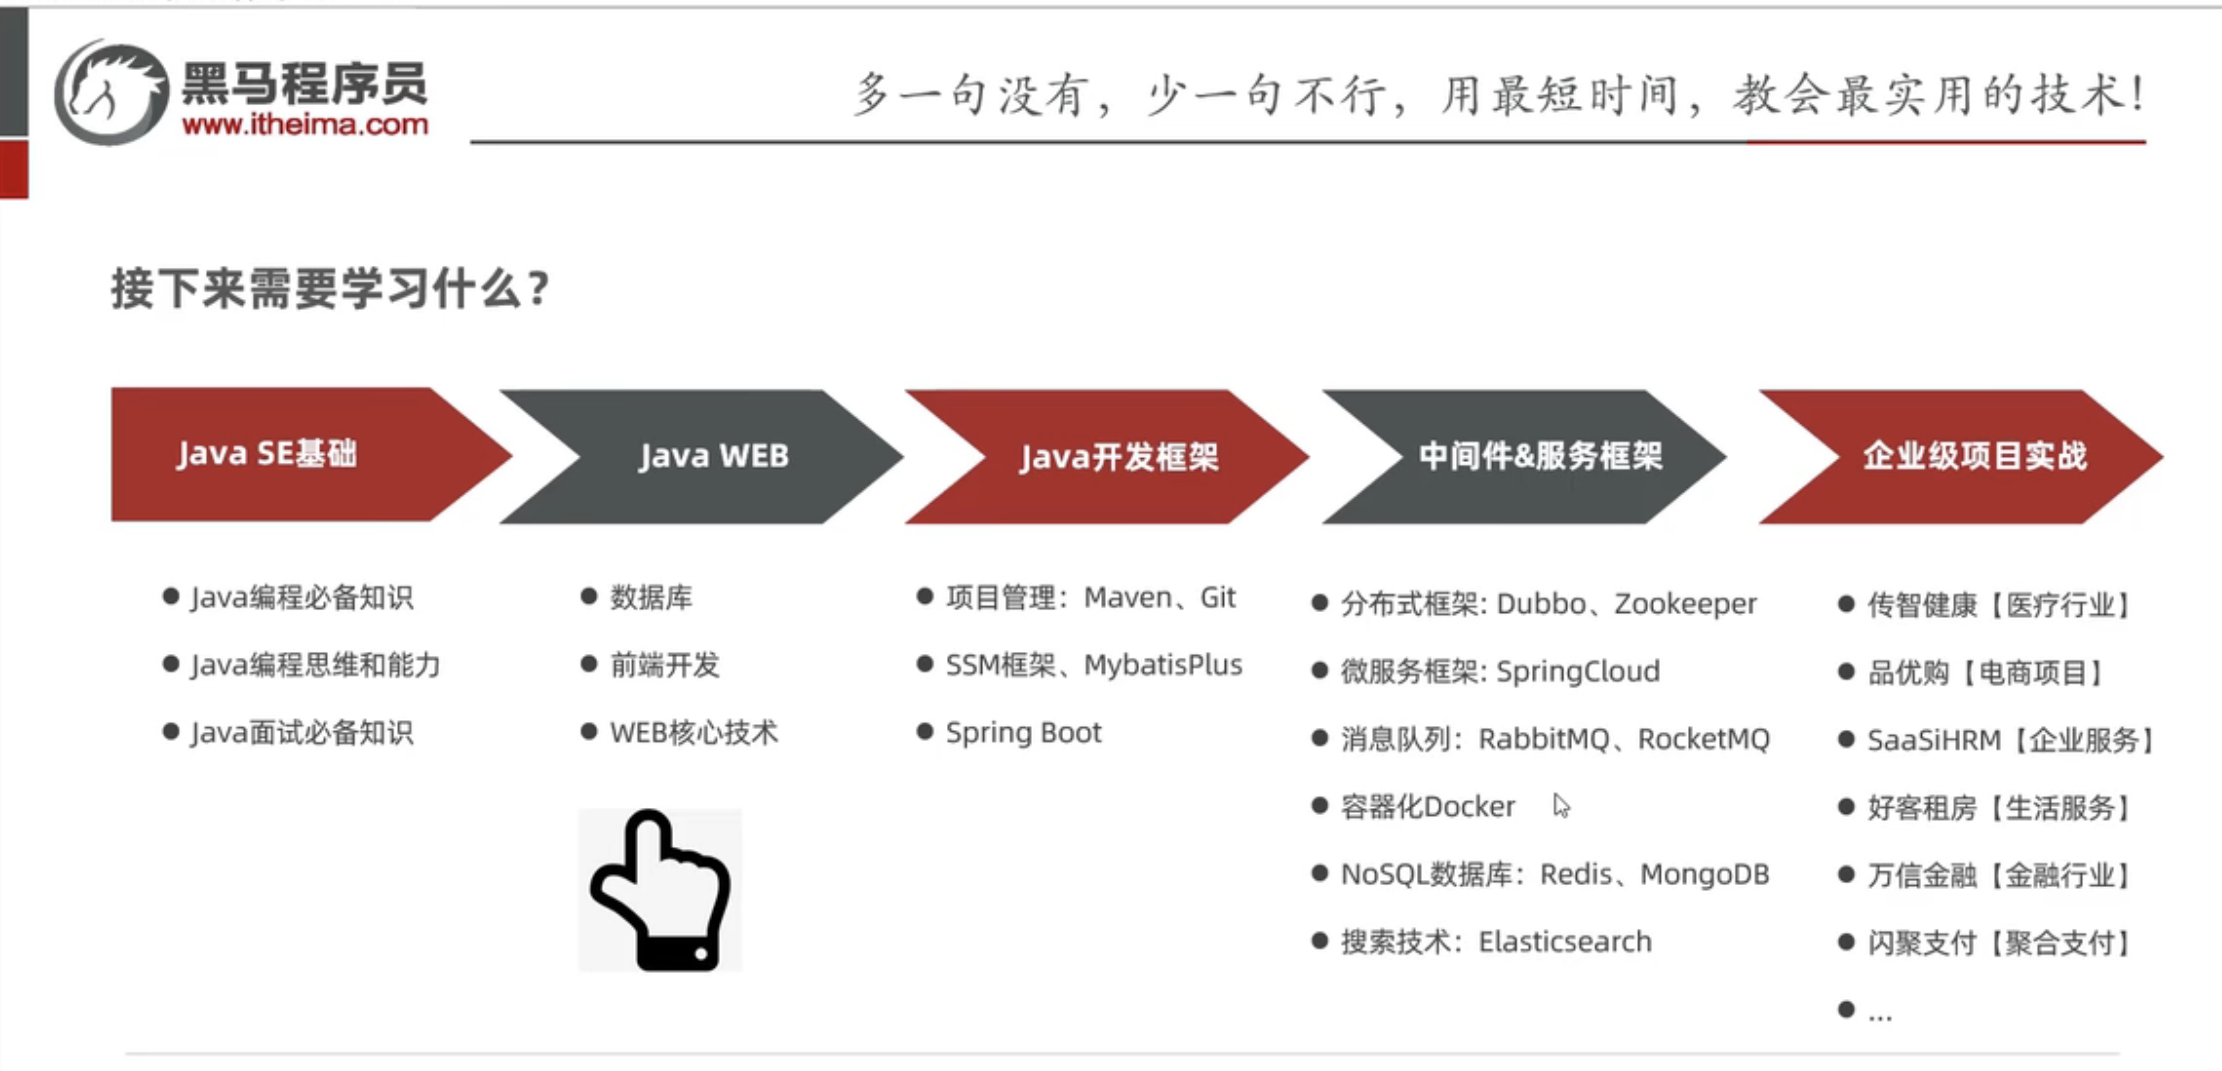 黑马程序员
www.itheima.com
多一句没有，少一句不行，用最短时间，教会最实用的技术！
接下来需要学习什么？
Java SE基础
Java编程必备知识
Java编程思维和能力
Java面试必备知识
Java WEB
数据库
前端开发
WEB核心技术
Java开发框架
项目管理：Maven、Git
SSM框架、MybatisPlus
Spring Boot
中间件&服务框架
分布式框架: Dubbo、Zookeeper
微服务框架: SpringCloud
消息队列：RabbitMQ、RocketMQ
容器化Docker
NoSQL数据库：Redis、MongoDB
搜索技术：Elasticsearch
企业级项目实战
传智健康【医疗行业】
品优购【电商项目】
SaaSiHRM【企业服务】
好客租房【生活服务】
万信金融【金融行业】
闪聚支付【聚合支付】
...